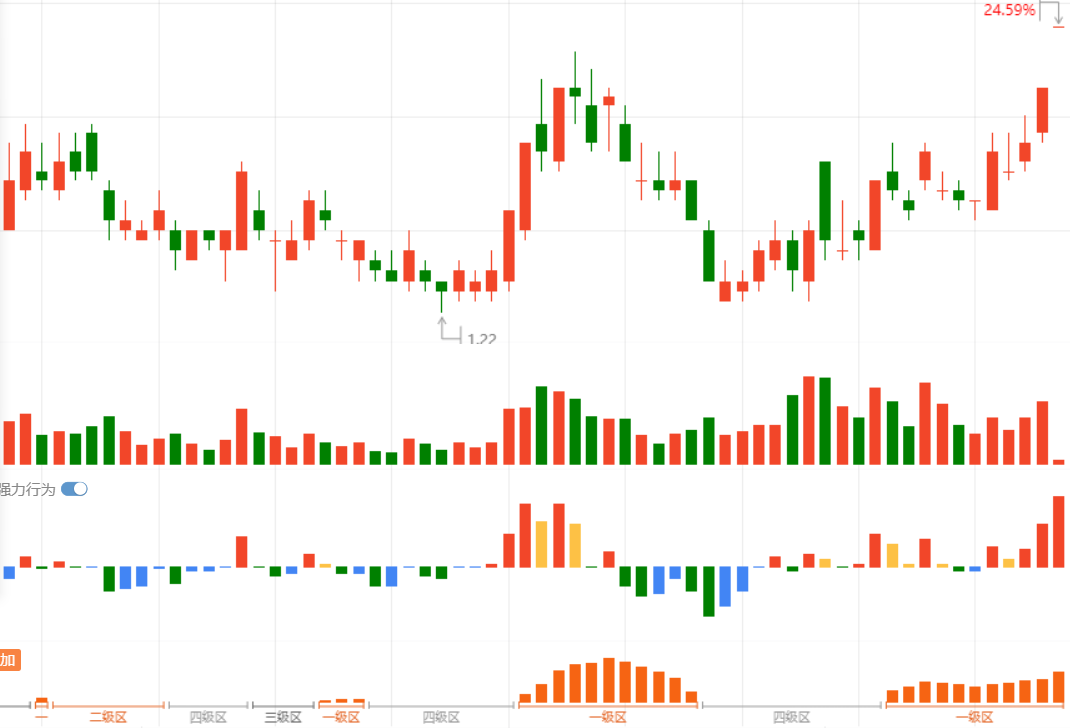 24.59%
1.22
强力行为
加
一 二级区 四级区 三级区 一级区 四级区 一级区 四级区 一级区